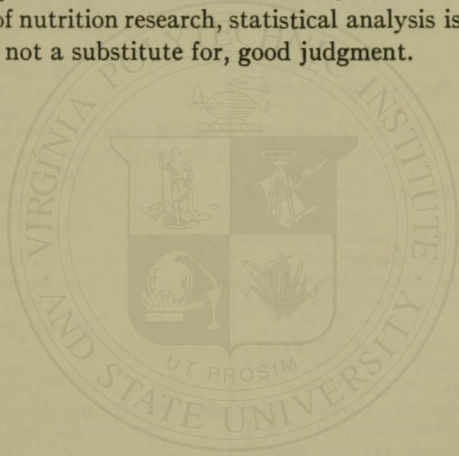 of nutrition research, statistical analysis is
not a substitute for, good judgment.
VIRGINIA POLYTECHNIC INSTITUTE
AND STATE UNIVERSITY
UT PROSIM